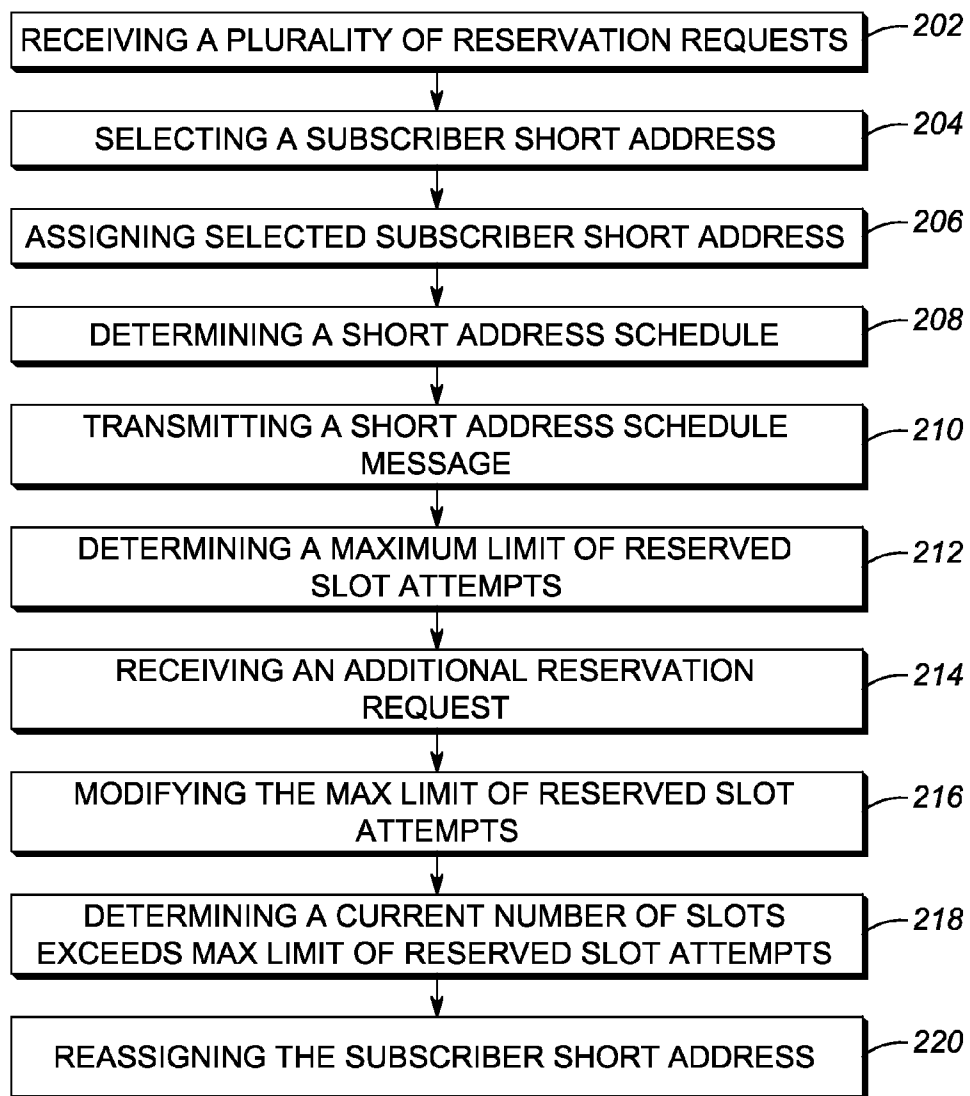 RECEIVING A PLURALITY OF RESERVATION REQUESTS
202
SELECTING A SUBSCRIBER SHORT ADDRESS
204
ASSIGNING SELECTED SUBSCRIBER SHORT ADDRESS
206
DETERMINING A SHORT ADDRESS SCHEDULE
208
TRANSMITTING A SHORT ADDRESS SCHEDULE
MESSAGE
210
DETERMINING A MAXIMUM LIMIT OF RESERVED
SLOT ATTEMPTS
212
RECEIVING AN ADDITIONAL RESERVATION
REQUEST
214
MODIFYING THE MAX LIMIT OF RESERVED SLOT
ATTEMPTS
216
DETERMINING A CURRENT NUMBER OF SLOTS
EXCEEDS MAX LIMIT OF RESERVED SLOT ATTEMPTS
218
REASSIGNING THE SUBSCRIBER SHORT ADDRESS
220